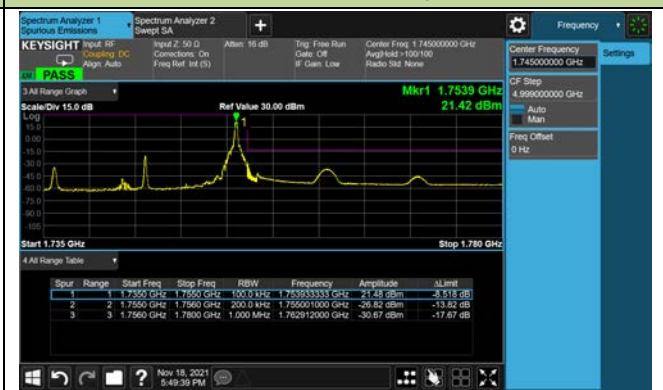 Spectrum Analyzer 1
Spurious Emissions
Spectrum Analyzer 2
Swept SA
+
Frequency
KEYSIGHT
Input: RF
Coupling: DC
Align: Auto
Input Z: 50 Ω
Corrections: On
Freq Ref: Int (S)
Atten: 16 dB
Trig: Free Run
Gate: Off
IF Gain: Low
Center Freq: 1.745000000 GHz
Avg|Hold:>100/100
Radio Std: None
PASS
Center Frequency
1.745000000 GHz
Settings
CF Step
4.999000000 GHz
Auto
Man
Freq Offset
0 Hz
3 All Range Graph
Mkr1 1.7539 GHz
Scale/Div 15.0 dB
Ref Value 30.00 dBm
21.42 dBm
Log
15.0
0.00
-15.0
-30.0
-45.0
-60.0
-75.0
-90.0
-105
1
Start 1.735 GHz
Stop 1.780 GHz
4 All Range Table
Spur Range Start Freq Stop Freq RBW Frequency Amplitude ΔLimit
1 1 1.7350 GHz 1.7550 GHz 100.0 kHz 1.753933333 GHz 21.48 dBm -8.518 dB
2 2 1.7550 GHz 1.7560 GHz 200.0 kHz 1.755001000 GHz -26.82 dBm -13.82 dB
3 3 1.7560 GHz 1.7800 GHz 1.000 MHz 1.762912000 GHz -30.67 dBm -17.67 dB
?
Nov 18, 2021
5:49:39 PM